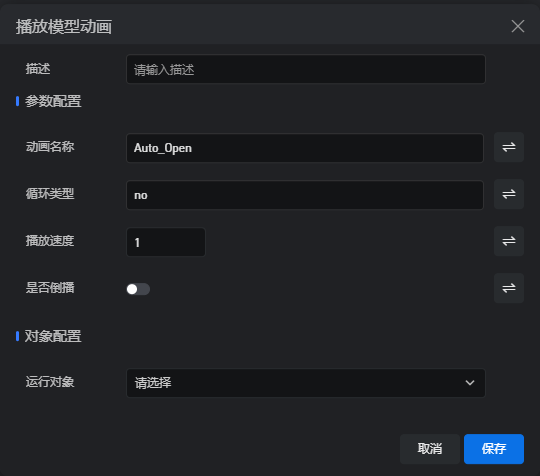 播放模型动画
描述 请输入描述
参数配置
动画名称 Auto_Open
循环类型 no
播放速度 1
是否倒播
对象配置
运行对象 请选择
取消 保存